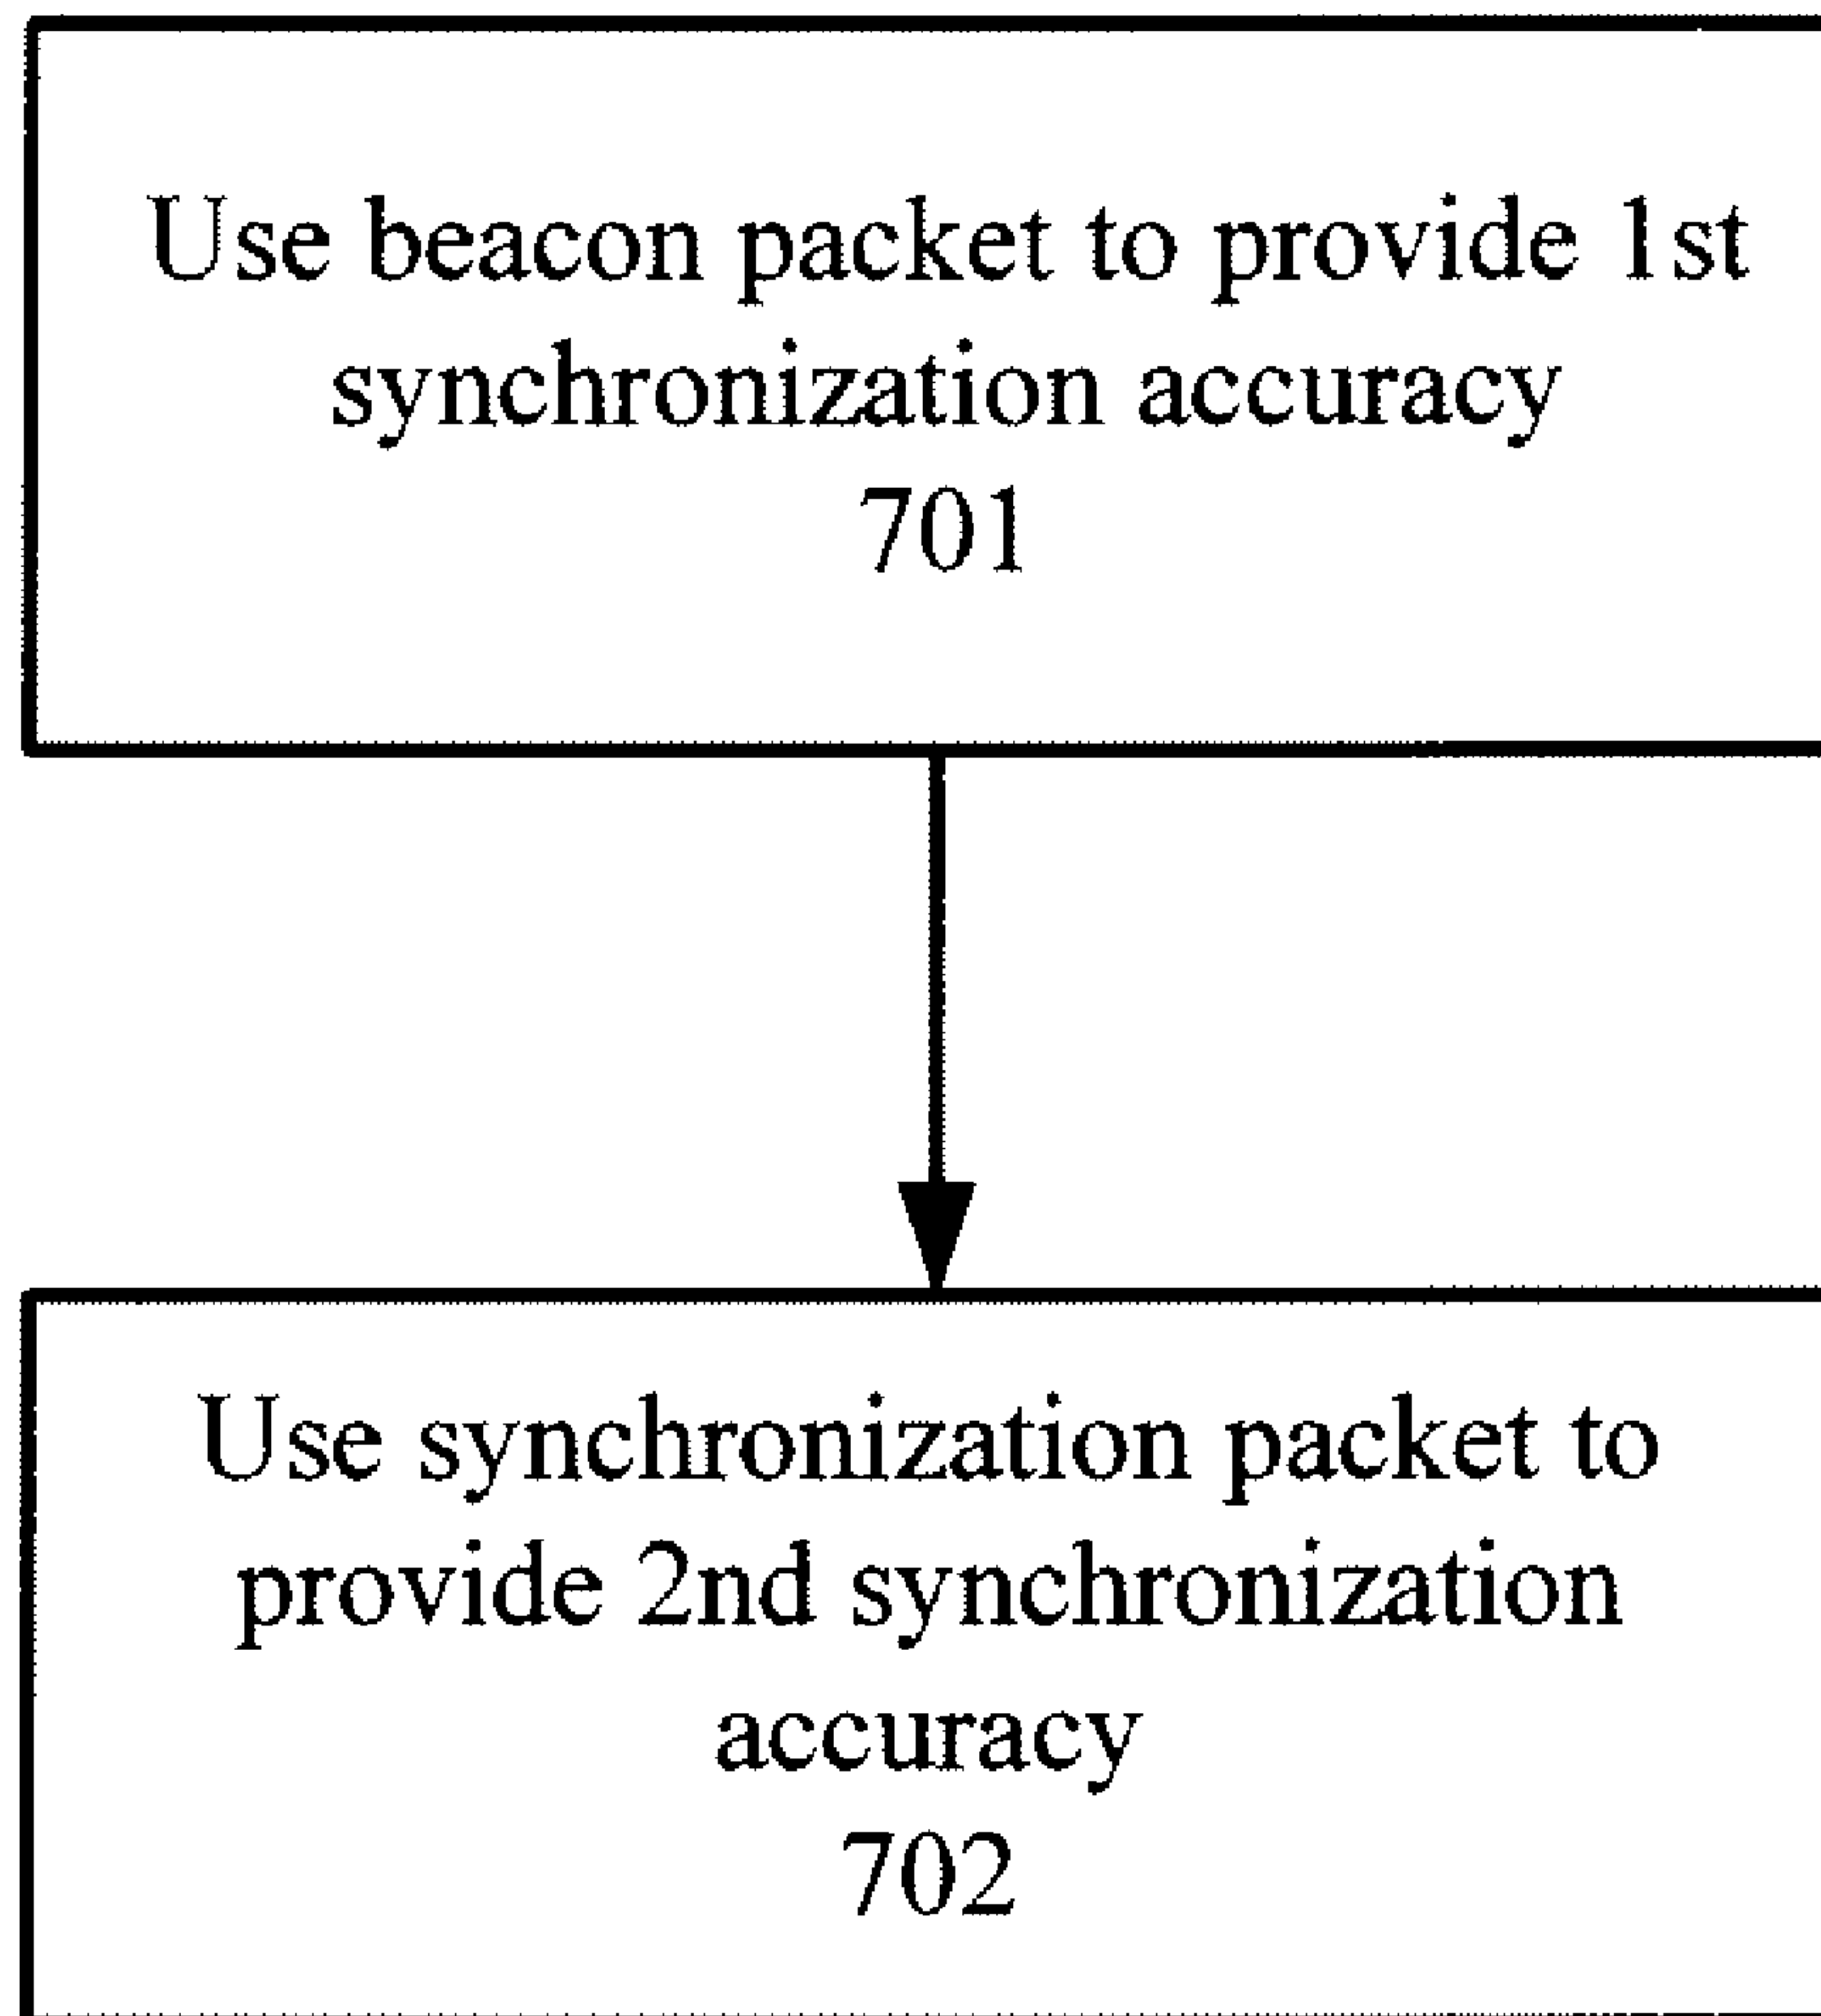 Use beacon packet to provide 1st
synchronization accuracy
701
Use synchronization packet to
provide 2nd synchronization
accuracy
702